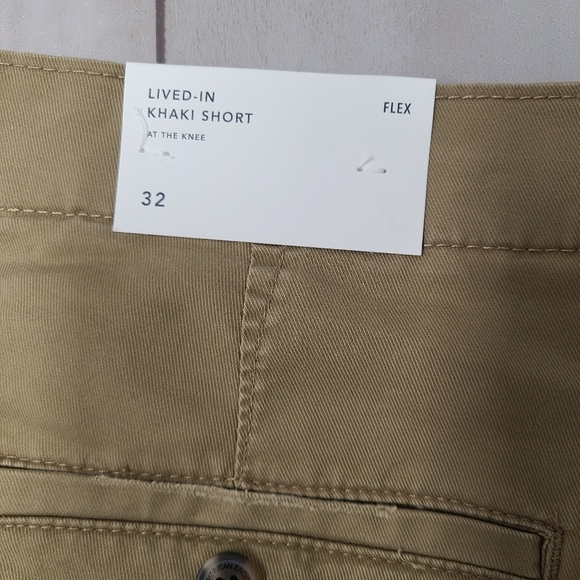 LIVED-IN
KHAKI SHORT
FLEX
AT THE KNEE
32